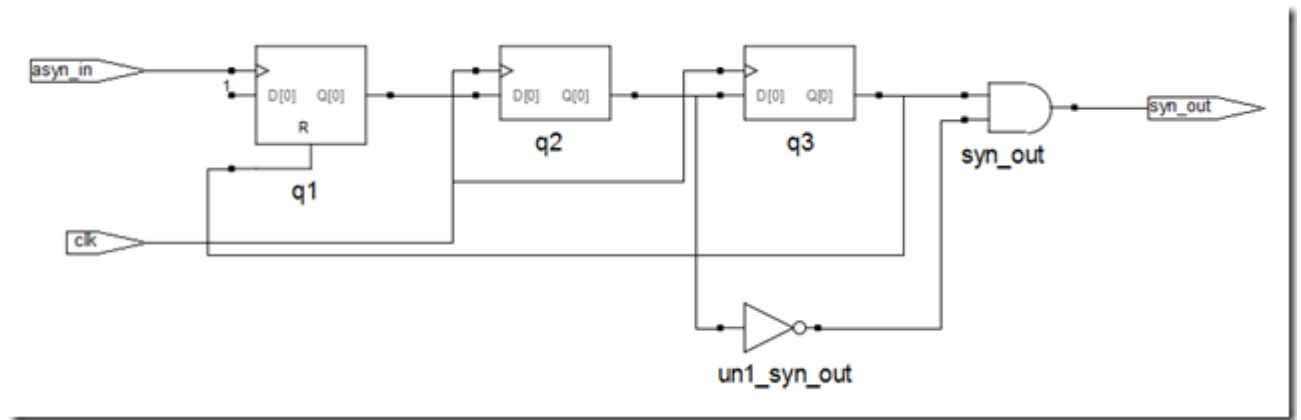 asyn_in
1
D[0] Q[0]
R
q1
D[0] Q[0]
q2
D[0] Q[0]
q3
syn_out
syn_out
clk
un1_syn_out